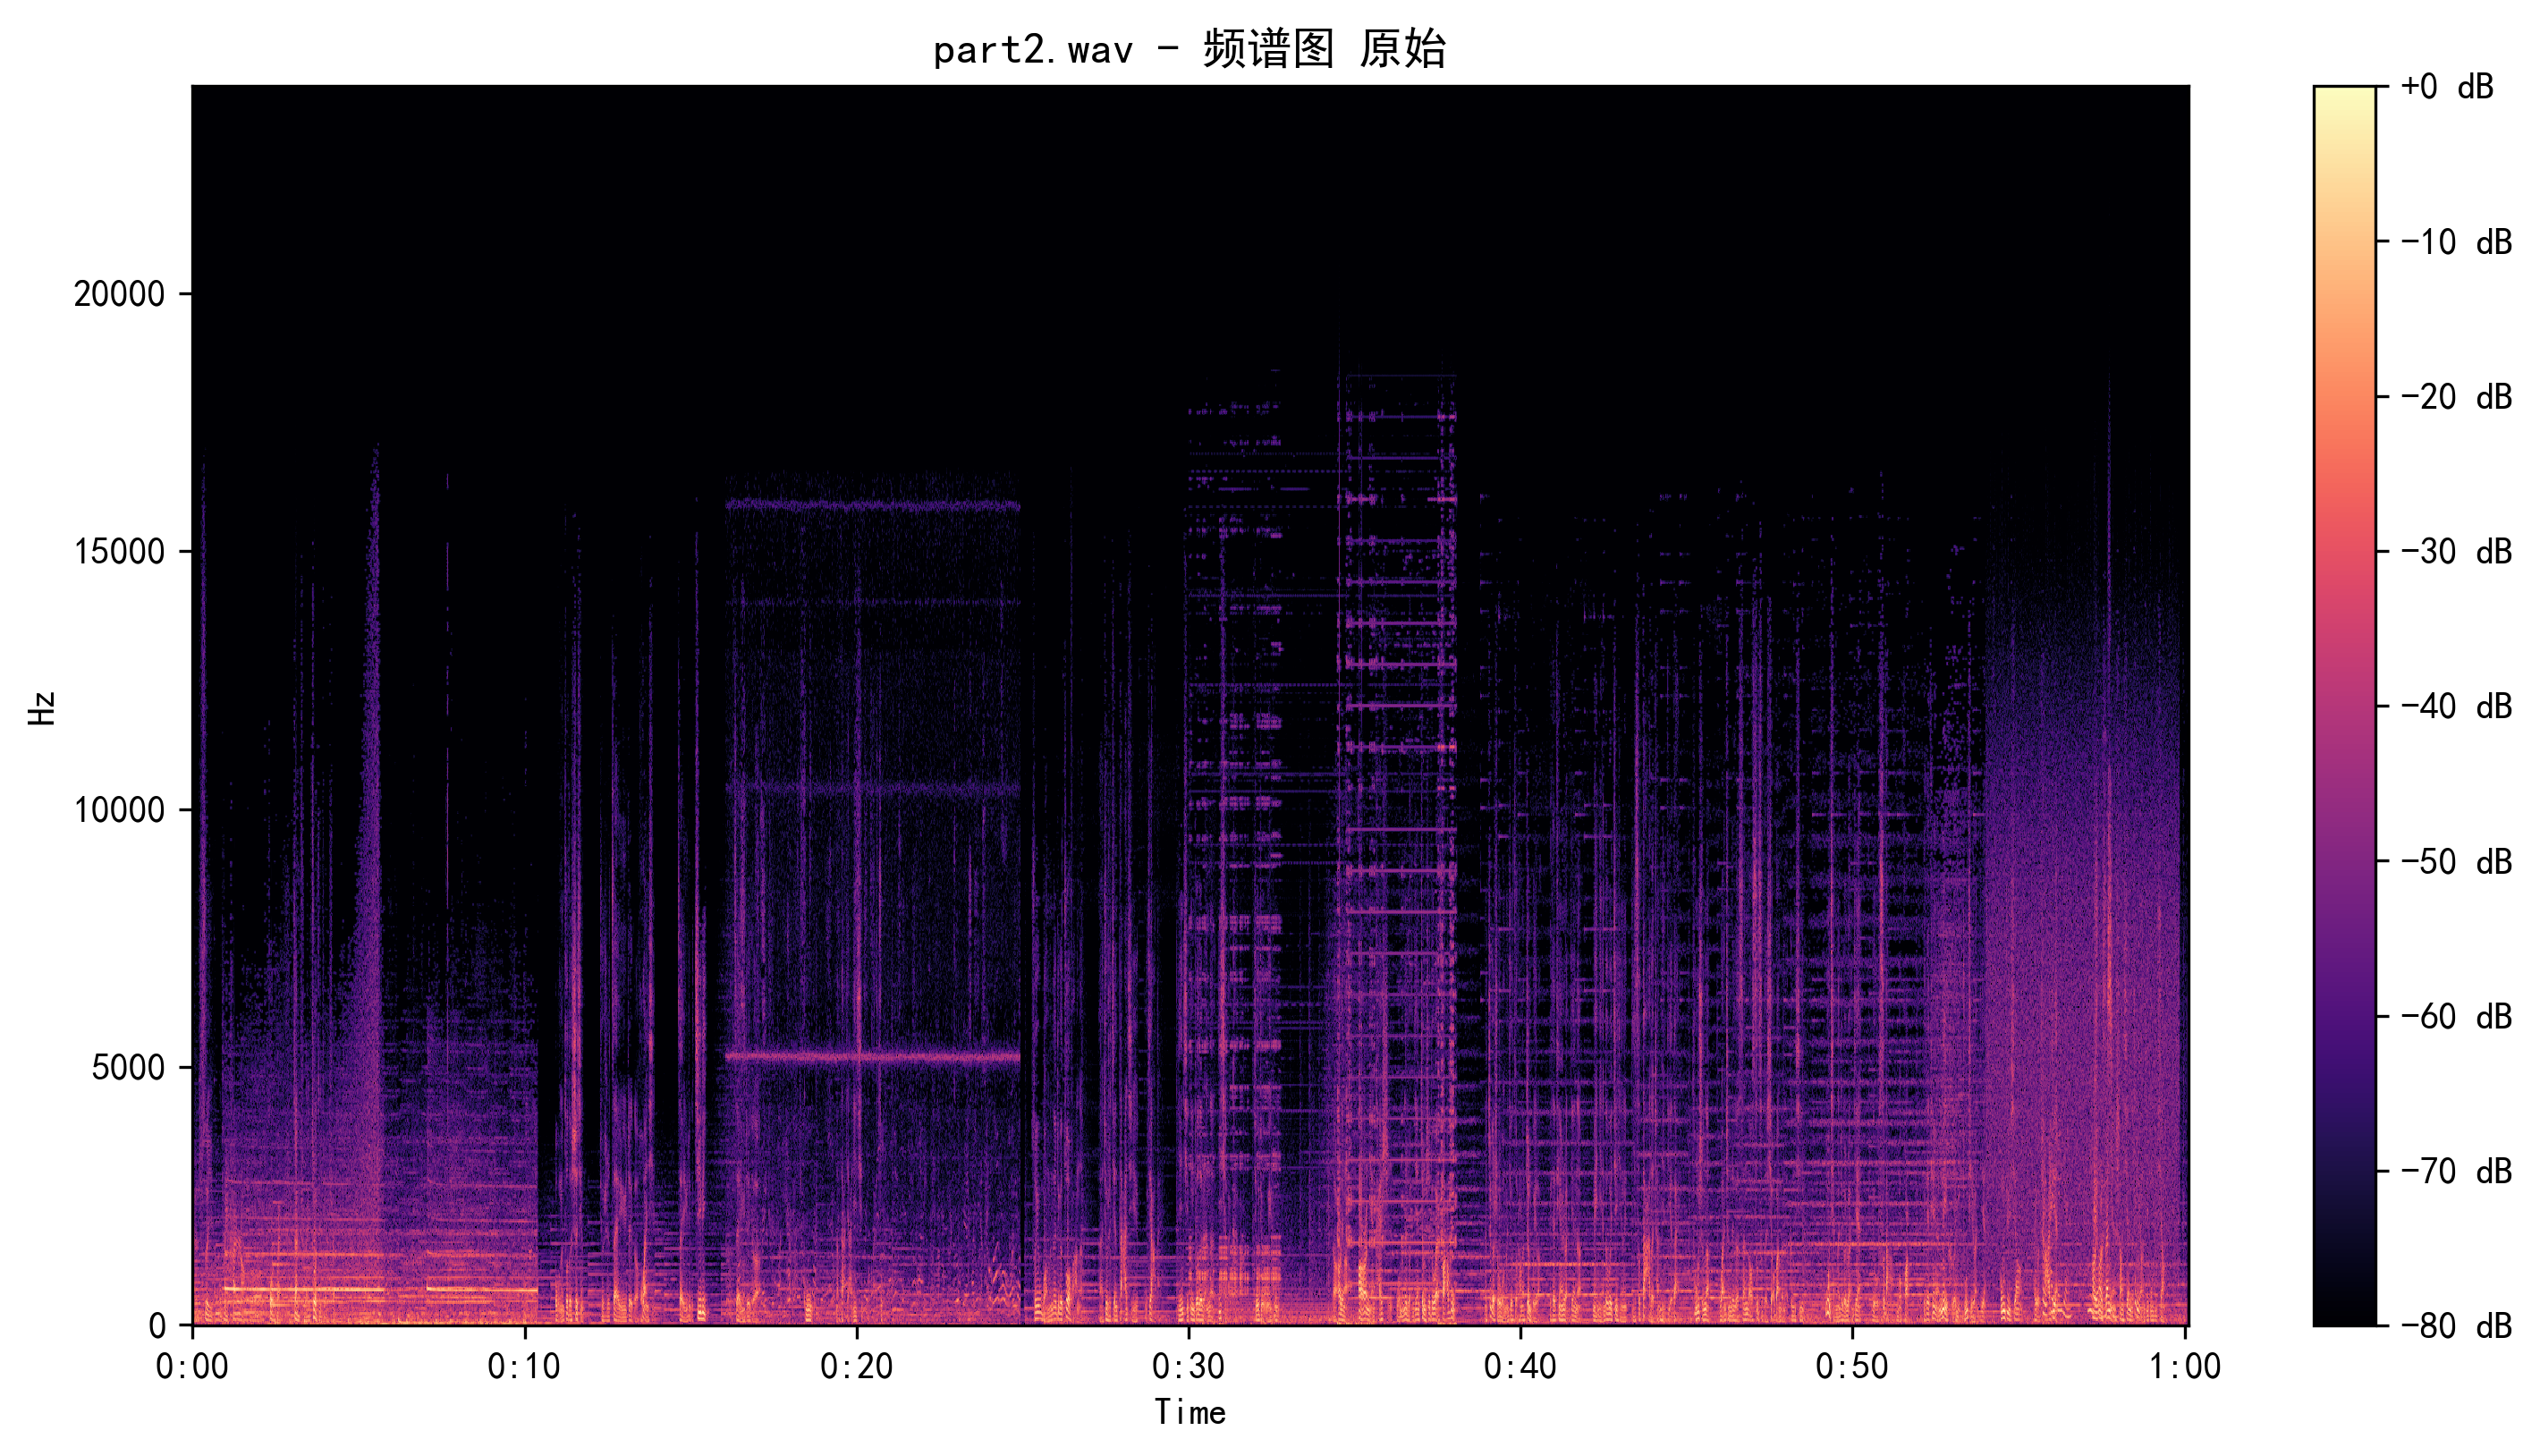 part2.wav - 频谱图 原始
Hz
20000
15000
10000
5000
0
0:00
0:10
0:20
0:30
0:40
0:50
1:00
Time
+0 dB
-10 dB
-20 dB
-30 dB
-40 dB
-50 dB
-60 dB
-70 dB
-80 dB